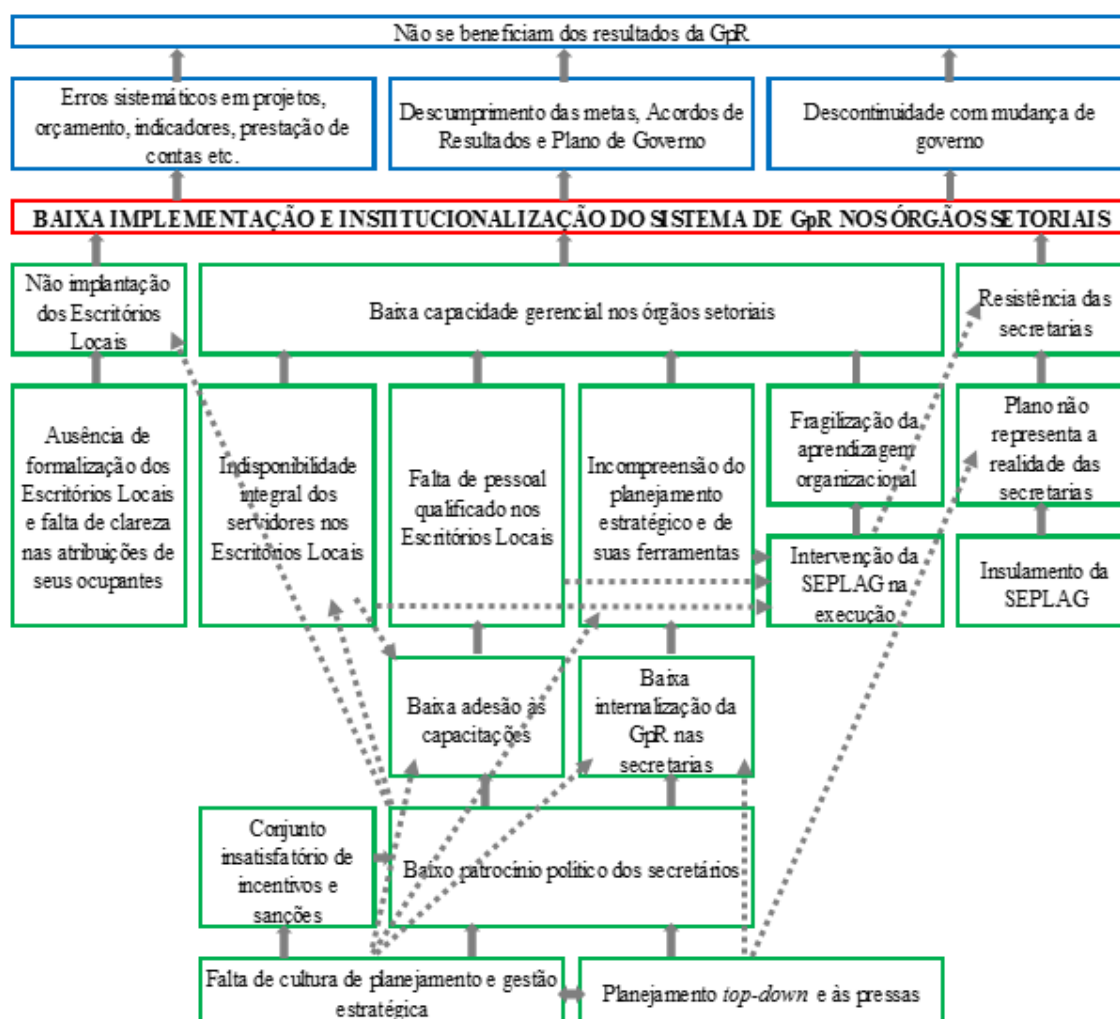 Não se beneficiam dos resultados da GpR
Erros sistemáticos em projetos,
orçamento, indicadores, prestação de
contas etc.
Descumprimento das metas, Acordos de
Resultados e Plano de Governo
Descontinuidade com mudança de
governo
BAIXA IMPLEMENTAÇÃO E INSTITUCIONALIZAÇÃO DO SISTEMA DE GpR NOS ÓRGÃOS SETORIAIS
Não implantação
dos Escritórios
Locais
Baixa capacidade gerencial nos órgãos setoriais
Resistência das
secretarias
Ausência de
formalização dos
Escritórios Locais
e falta de clareza
nas atribuições de
seus ocupantes
Indisponibilidade
integral dos
servidores nos
Escritórios Locais
Falta de pessoal
qualificado nos
Escritórios Locais
Incompreensão do
planejamento
estratégico e de
suas ferramentas
Fragilização da
aprendizagem
organizacional
Plano não
representa a
realidade das
secretarias
Intervenção da
SEPLAG na
execução
Insulamento da
SEPLAG
Baixa adesão às
capacitações
Baixa
internalização da
GpR nas
secretarias
Conjunto
insatisfatório de
incentivos e
sanções
Baixo patrocínio político dos secretários
Falta de cultura de planejamento e gestão
estratégica
Planejamento top-down e às pressas